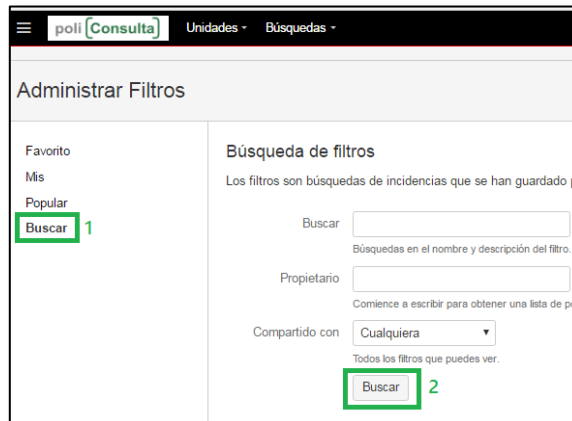 poli[Consulta] Unidades Búsquedas
Administrar Filtros
Favorito
Mis
Popular
Buscar 1
Búsqueda de filtros
Los filtros son búsquedas de incidencias que se han guardado
Buscar
Búsquedas en el nombre y descripción del filtro.
Propietario
Comience a escribir para obtener una lista de
Compartido con Cualquiera
Todos los filtros que puedes ver.
Buscar 2